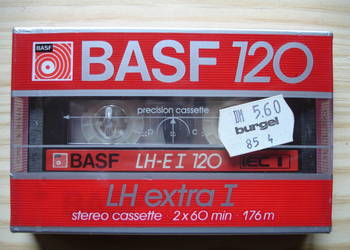 BASF
BASF 120
precision cassette
DM 5.60
burgel
85 4
BASF LH-E I 120 IEC I
LH extra I
stereo cassette 2x60 min 176 m